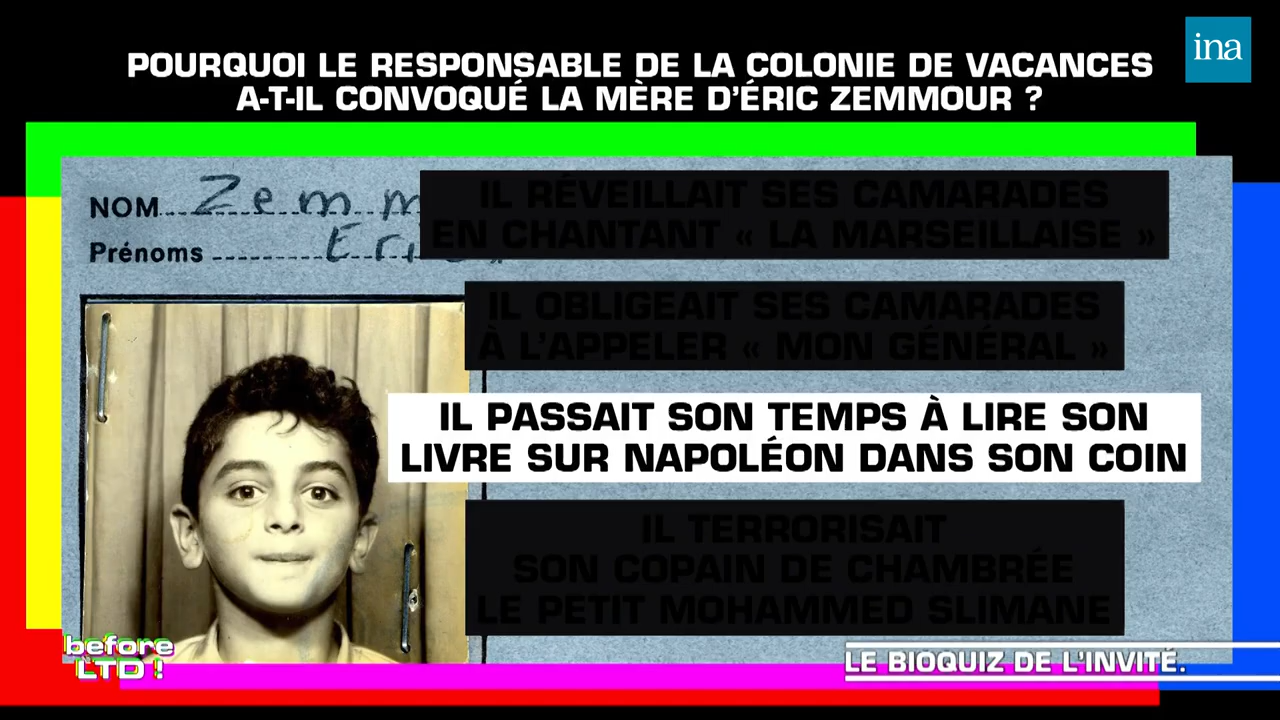 POURQUOI LE RESPONSABLE DE LA COLONIE DE VACANCES
A-T-IL CONVOQUÉ LA MÈRE D'ÉRIC ZEMMOUR ?
ina
NOM Zemm
Prénoms Eri
IL RÉVEILLAIT SES CAMARADES
EN CHANTANT « LA MARSEILLAISE »
IL OBLIGEAIT SES CAMARADES
À L'APPELER « MON GÉNÉRAL »
IL PASSAIT SON TEMPS À LIRE SON
LIVRE SUR NAPOLÉON DANS SON COIN
IL TERRORISAIT
SON COPAIN DE CHAMBRÉE
LE PETIT MOHAMMED SLIMANE
before
LTD !
LE BIOQUIZ DE L'INVITÉ.